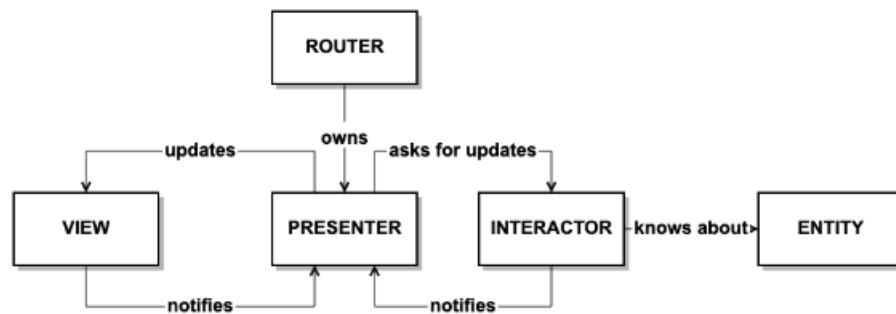 ROUTER
owns
updates
asks for updates
VIEW
PRESENTER
INTERACTOR
knows about
ENTITY
notifies
notifies